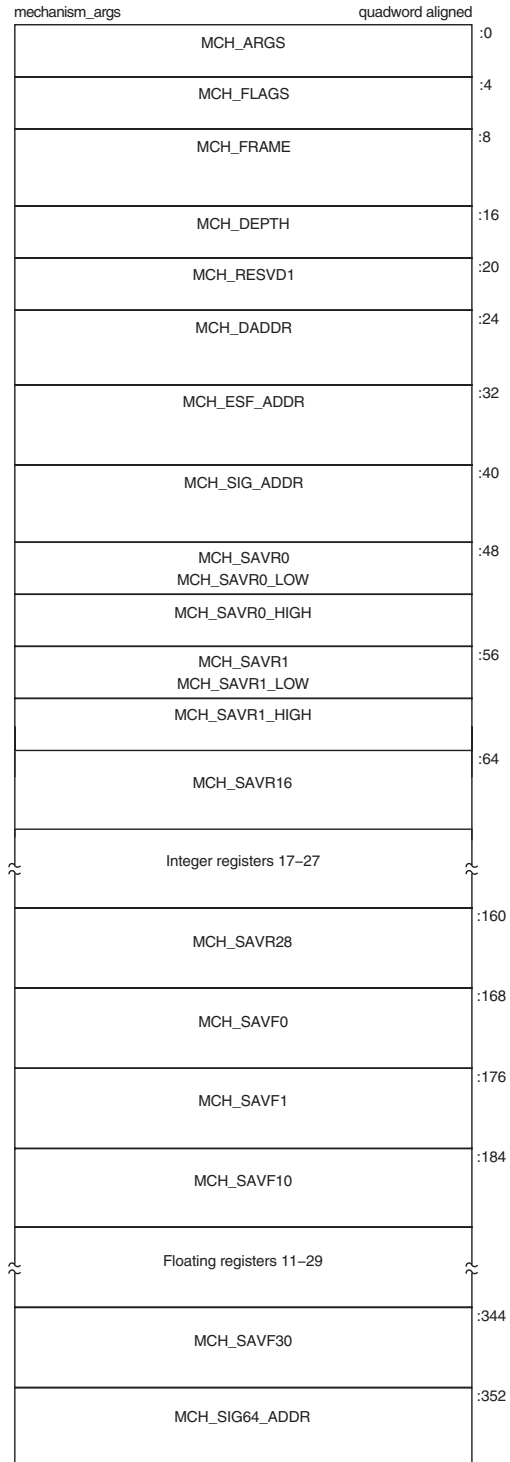 mechanism_args quadword aligned
:0
MCH_ARGS
:4
MCH_FLAGS
:8
MCH_FRAME
:16
MCH_DEPTH
:20
MCH_RESVD1
:24
MCH_DADDR
:32
MCH_ESF_ADDR
:40
MCH_SIG_ADDR
:48
MCH_SAVR0
MCH_SAVR0_LOW
MCH_SAVR0_HIGH
:56
MCH_SAVR1
MCH_SAVR1_LOW
MCH_SAVR1_HIGH
:64
MCH_SAVR16
Integer registers 17–27
:160
MCH_SAVR28
:168
MCH_SAVF0
:176
MCH_SAVF1
:184
MCH_SAVF10
Floating registers 11–29
:344
MCH_SAVF30
:352
MCH_SIG64_ADDR